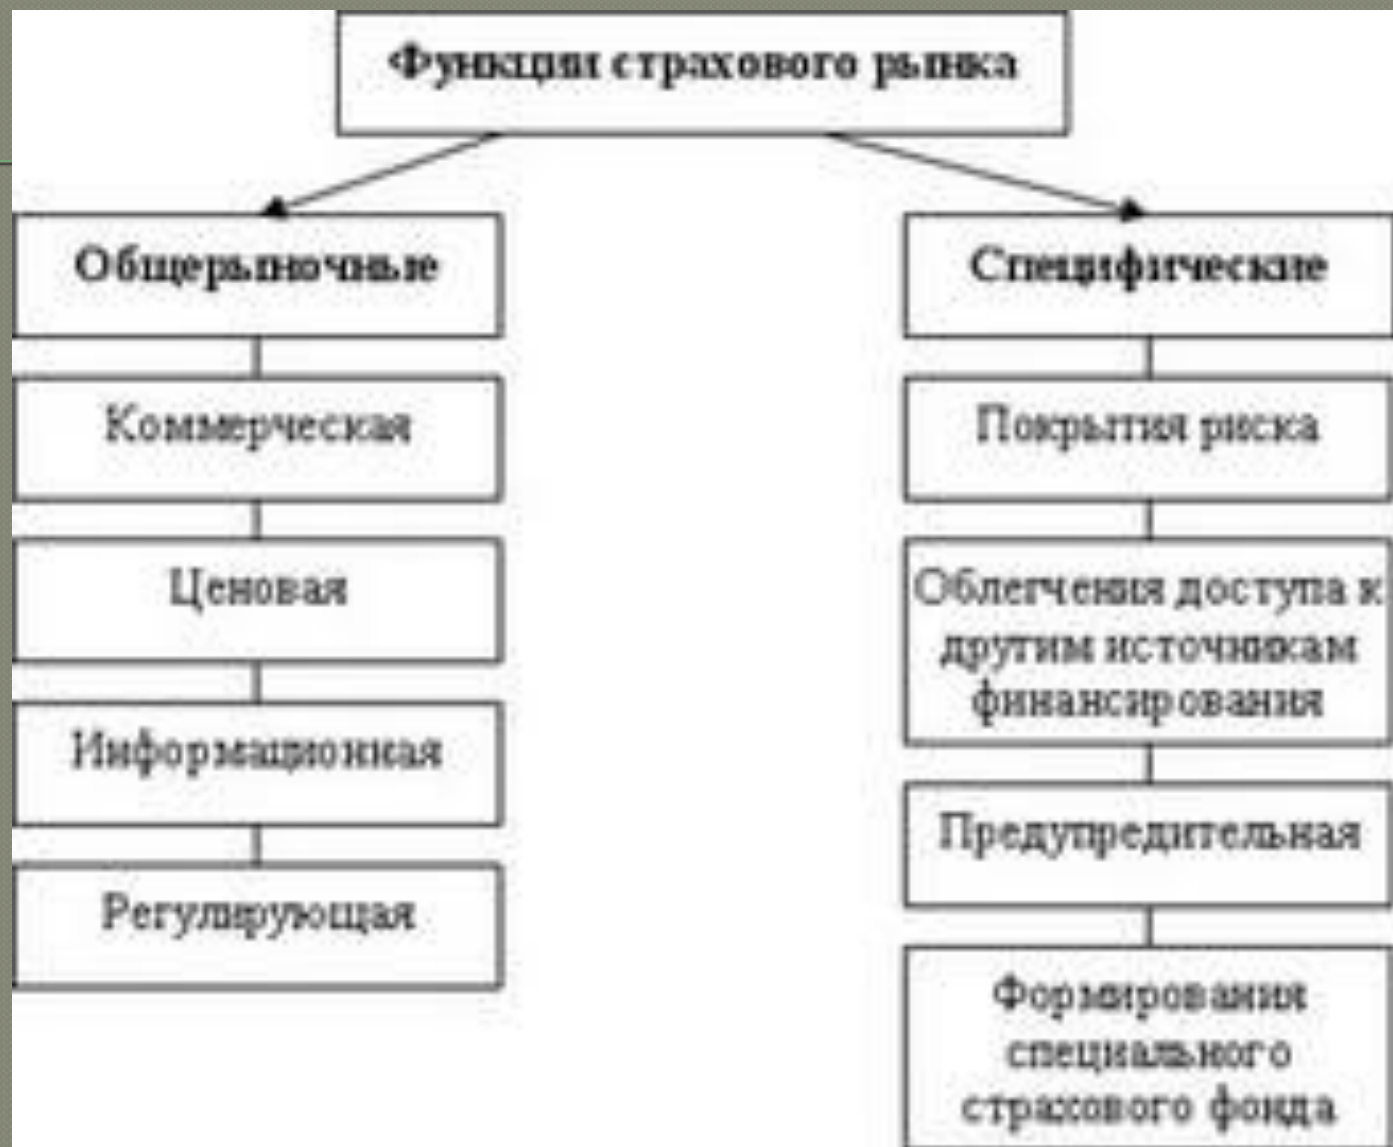 Функции страхового рынка
Общерыночные
Коммерческая
Ценовая
Информационная
Регулирующая
Специфические
Покрытия риска
Облегчения доступа к
другим источникам
финансирования
Предупредительная
Формирования
специального
страхового фонда